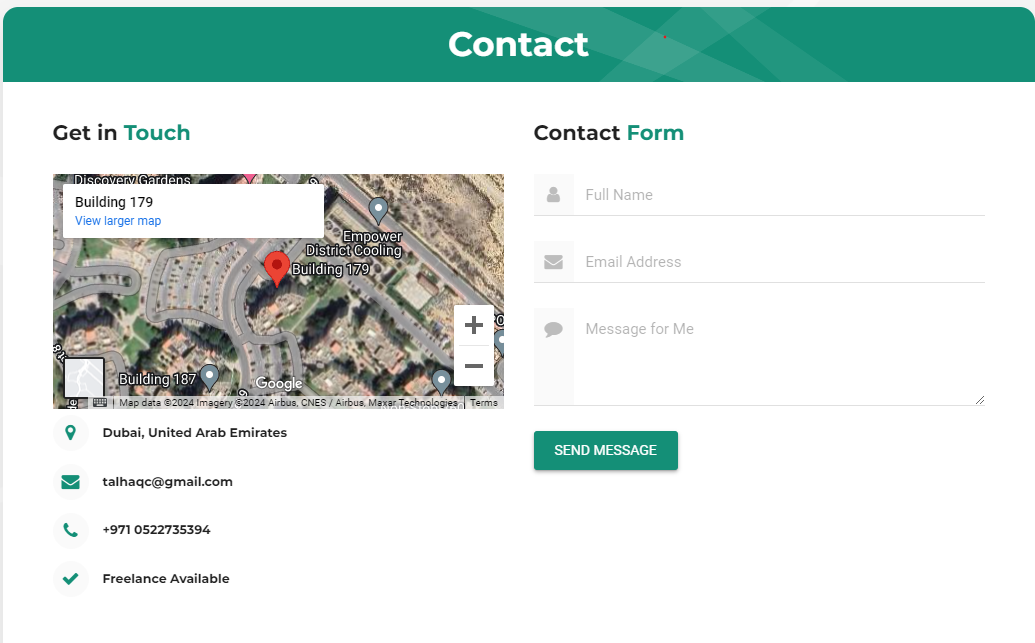 Contact
Get in Touch
Discovery Gardens
Building 179
View larger map
Empower
District Cooling
Building 179
Building 187
Google
Map data ©2024 Imagery ©2024 Airbus, CNES / Airbus, Maxar Technologies
Terms
Dubai, United Arab Emirates
talhaqc@gmail.com
+971 0522735394
Freelance Available
Contact Form
Full Name
Email Address
Message for Me
SEND MESSAGE